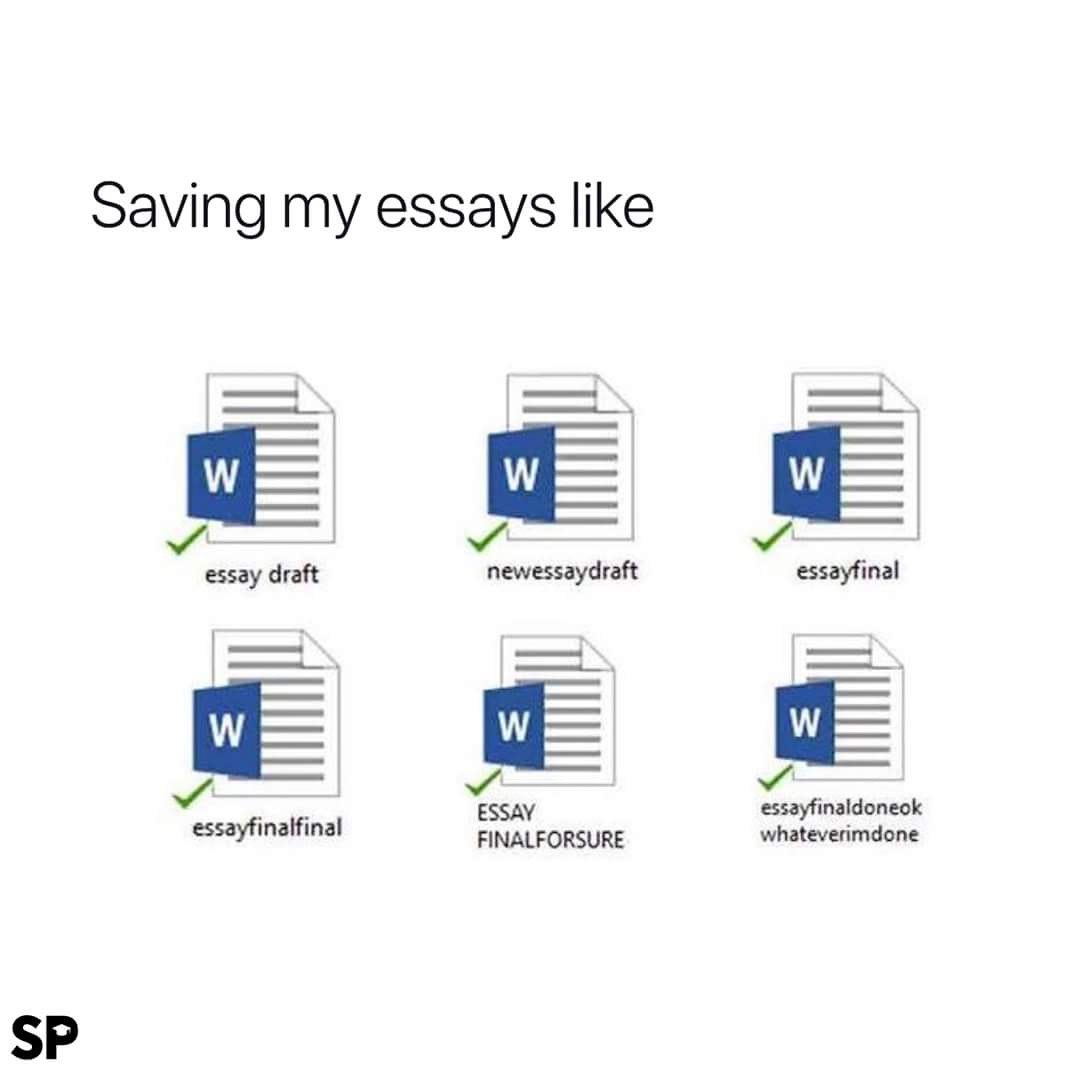 Saving my essays like
W
W
W
essay draft
newessaydraft
essayfinal
W
W
W
essayfinalfinal
ESSAY
FINALFORSURE
essayfinaldoneok
whateverimdone
SP